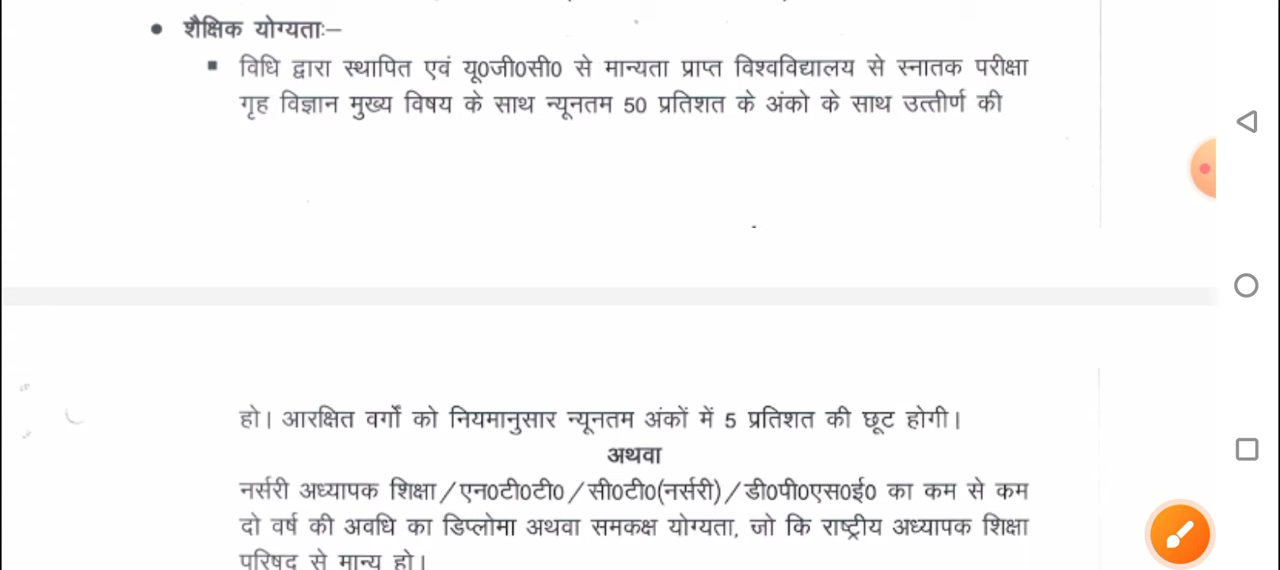 • शैक्षिक योग्यताः–
▪ विधि द्वारा स्थापित एवं यू0जी0सी0 से मान्यता प्राप्त विश्वविद्यालय से स्नातक परीक्षा
गृह विज्ञान मुख्य विषय के साथ न्यूनतम 50 प्रतिशत के अंको के साथ उत्तीर्ण की
हो। आरक्षित वर्गों को नियमानुसार न्यूनतम अंकों में 5 प्रतिशत की छूट होगी।
अथवा
नर्सरी अध्यापक शिक्षा/एन0टी0टी0/सी0टी0(नर्सरी)/डी0पी0एस0ई0 का कम से कम
दो वर्ष की अवधि का डिप्लोमा अथवा समकक्ष योग्यता, जो कि राष्ट्रीय अध्यापक शिक्षा
परिषद से मान्य हो।